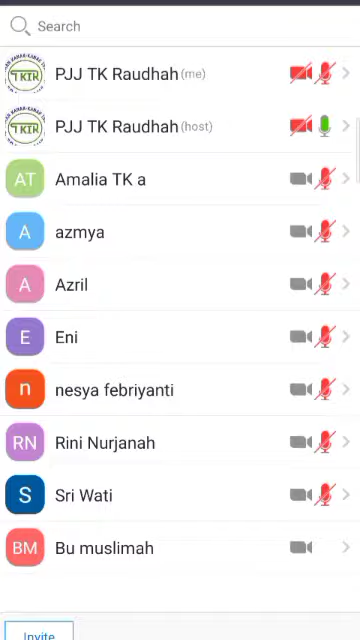 Search
PJJ TK Raudhah (me)
PJJ TK Raudhah (host)
AT Amalia TK a
A azmya
A Azril
E Eni
n nesya febriyanti
RN Rini Nurjanah
S Sri Wati
BM Bu muslimah
Invite